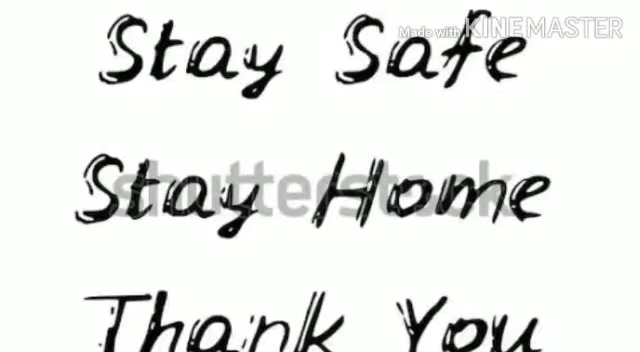 Made with KINEMASTER
Stay Safe
shutterstock
Stay Home
Thank You